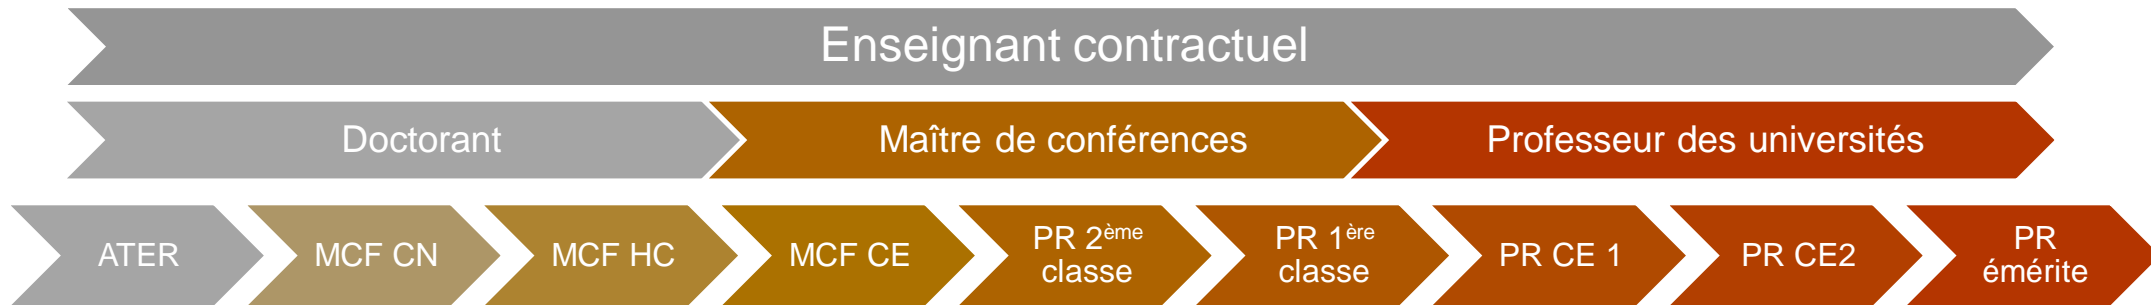 Enseignant contractuel
Doctorant
Maître de conférences
Professeur des universités
ATER
MCF CN
MCF HC
MCF CE
PR 2ème
classe
PR 1ère
classe
PR CE 1
PR CE2
PR
émérite